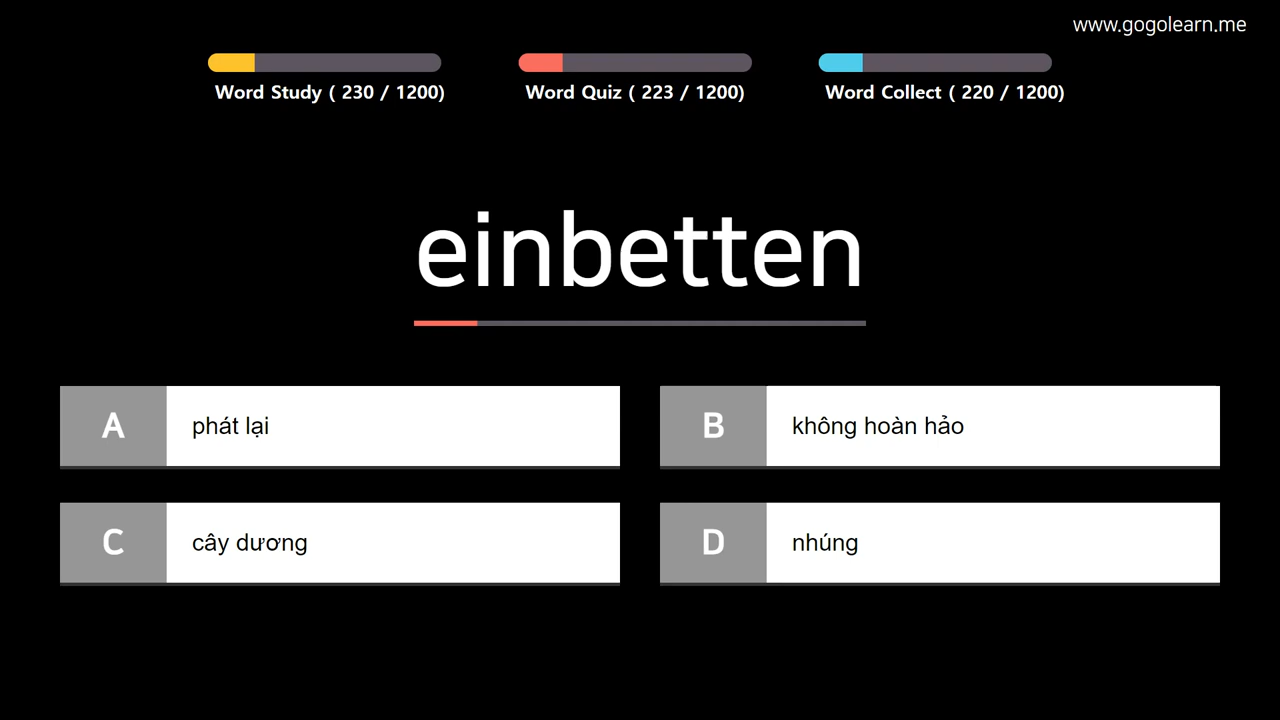 www.gogolearn.me
Word Study ( 230 / 1200)
Word Quiz ( 223 / 1200)
Word Collect ( 220 / 1200)
einbetten
A phát lại
B không hoàn hảo
C cây dương
D nhúng